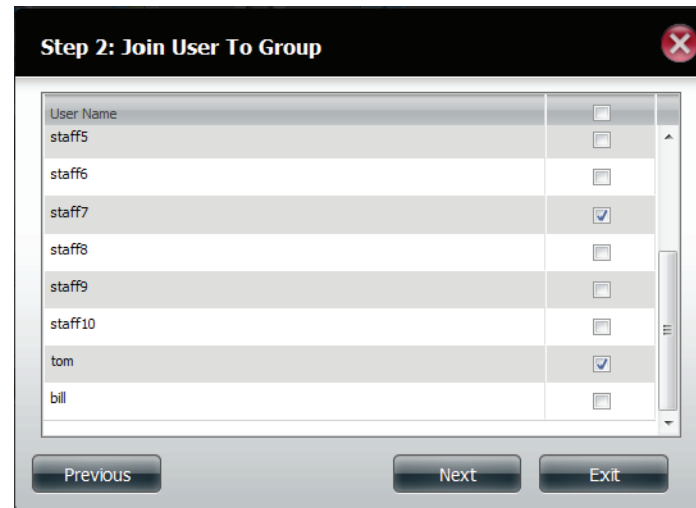 Step 2: Join User To Group
User Name
staff5
staff6
staff7
staff8
staff9
staff10
tom
bill
Previous Next Exit